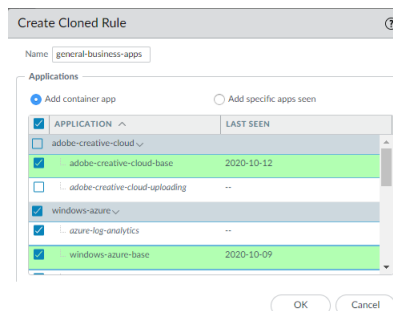 Create Cloned Rule
Name general-business-apps
Applications
Add container app Add specific apps seen
APPLICATION LAST SEEN
adobe-creative-cloud
adobe-creative-cloud-base 2020-10-12
adobe-creative-cloud-uploading --
windows-azure
azure-log-analytics --
windows-azure-base 2020-10-09
OK Cancel